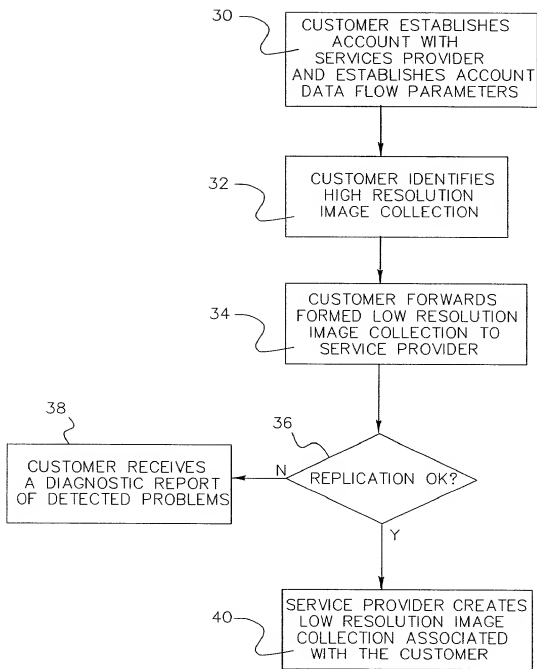 30
CUSTOMER ESTABLISHES
ACCOUNT WITH
SERVICES PROVIDER
AND ESTABLISHES ACCOUNT
DATA FLOW PARAMETERS
32
CUSTOMER IDENTIFIES
HIGH RESOLUTION
IMAGE COLLECTION
34
CUSTOMER FORWARDS
FORMED LOW RESOLUTION
IMAGE COLLECTION TO
SERVICE PROVIDER
36
REPLICATION OK?
N
38
CUSTOMER RECEIVES
A DIAGNOSTIC REPORT
OF DETECTED PROBLEMS
Y
40
SERVICE PROVIDER CREATES
LOW RESOLUTION IMAGE
COLLECTION ASSOCIATED
WITH THE CUSTOMER